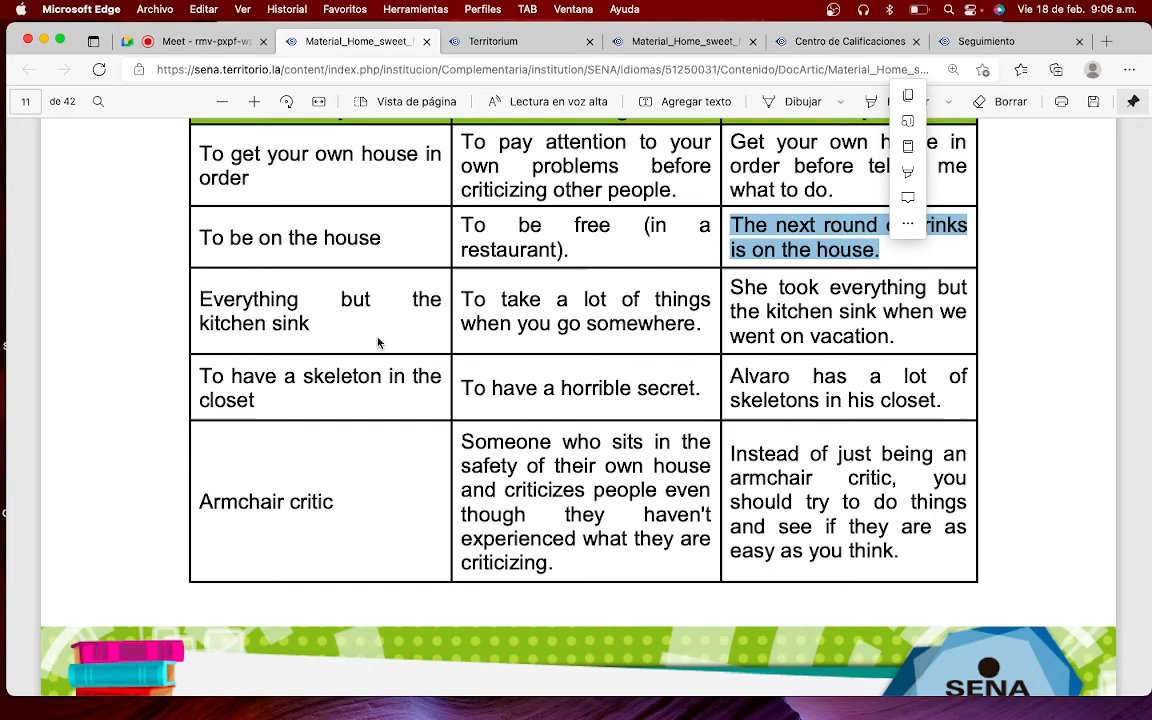 Microsoft Edge Archivo Editar Ver Historial Favoritos Herramientas Perfiles TAB Ventana Ayuda Vie 18 de feb. 9:06 a.m.
Meet - rmv-pxpf-wp Material_Home_sweet_ Territorium Material_Home_sweet_ Centro de Calificaciones Seguimiento
https://sena.territorio.la/content/index.php/institucion/Complementaria/institution/SENA/Idiomas/51250031/Contenido/DocArtic/Material_Home_s...
11 de 42 Vista de página Lectura en voz alta Agregar texto Dibujar Borrar
To get your own house in
order
To pay attention to your
own problems before
criticizing other people.
Get your own h e in
order before tel me
what to do.
To be on the house
To be free (in a
restaurant).
The next round rinks
is on the house.
Everything but the
kitchen sink
To take a lot of things
when you go somewhere.
She took everything but
the kitchen sink when we
went on vacation.
To have a skeleton in the
closet
To have a horrible secret.
Alvaro has a lot of
skeletons in his closet.
Armchair critic
Someone who sits in the
safety of their own house
and criticizes people even
though they haven't
experienced what they are
criticizing.
Instead of just being an
armchair critic, you
should try to do things
and see if they are as
easy as you think.
SENA